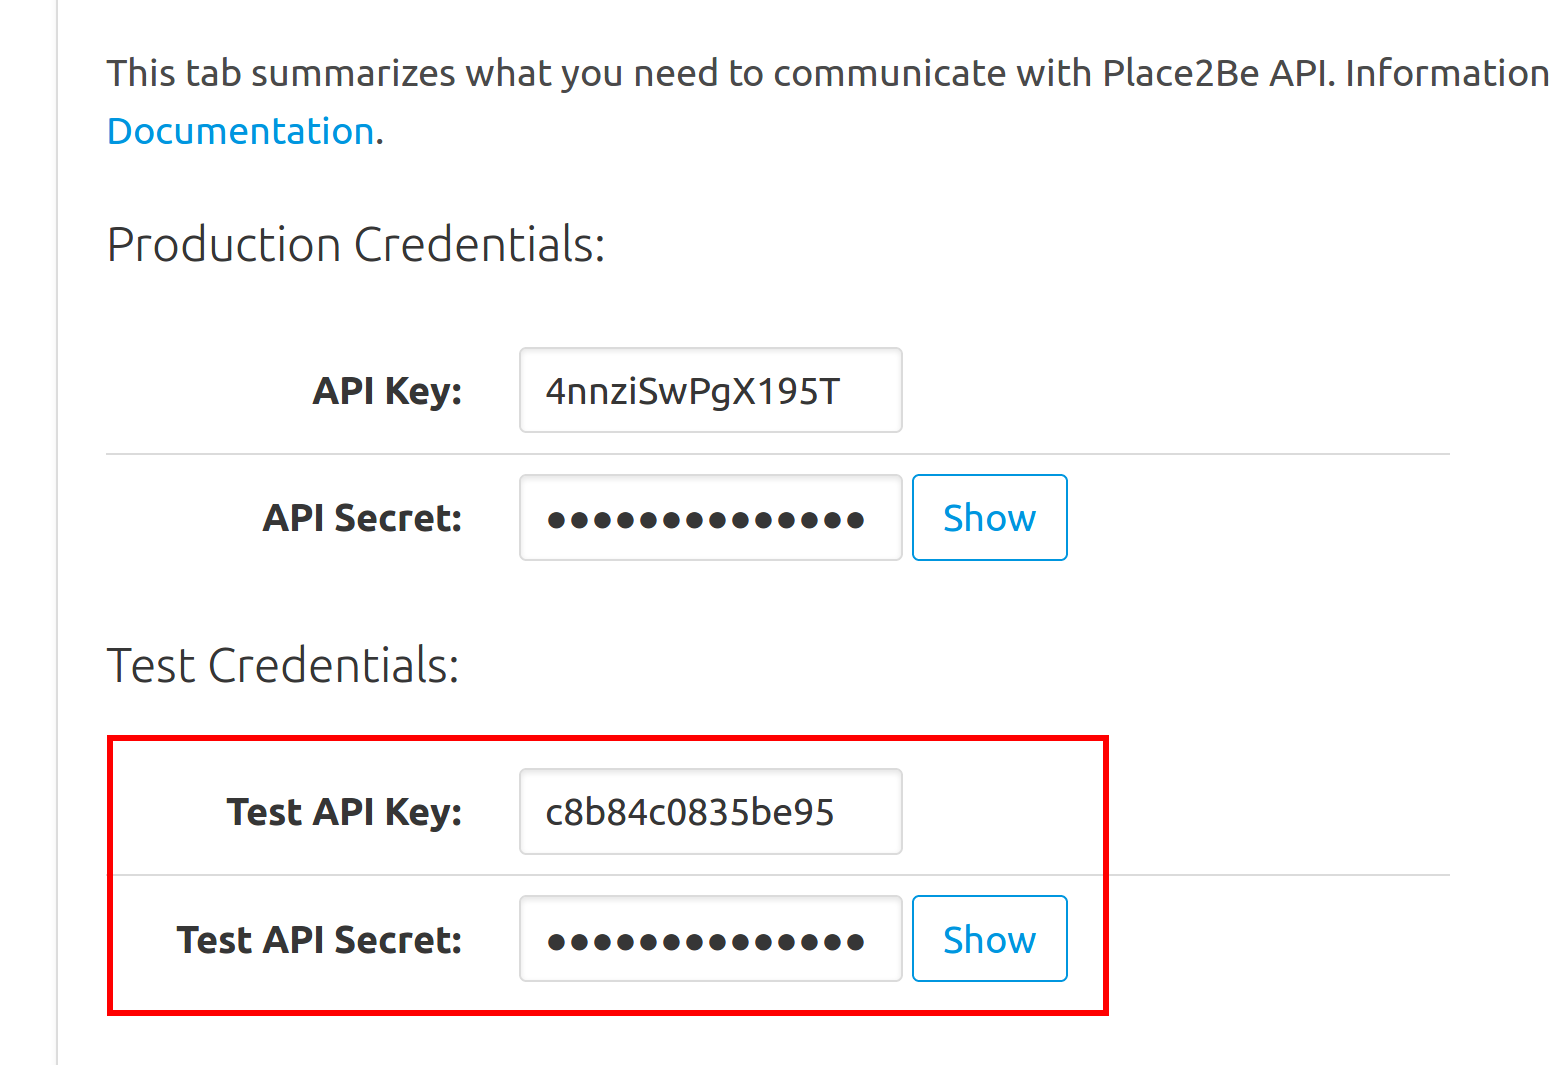 This tab summarizes what you need to communicate with Place2Be API. Information
Documentation.
Production Credentials:
API Key: 4nnziSwPgX195T
API Secret: ●●●●●●●●●●●●●● Show
Test Credentials:
Test API Key: c8b84c0835be95
Test API Secret: ●●●●●●●●●●●●●● Show